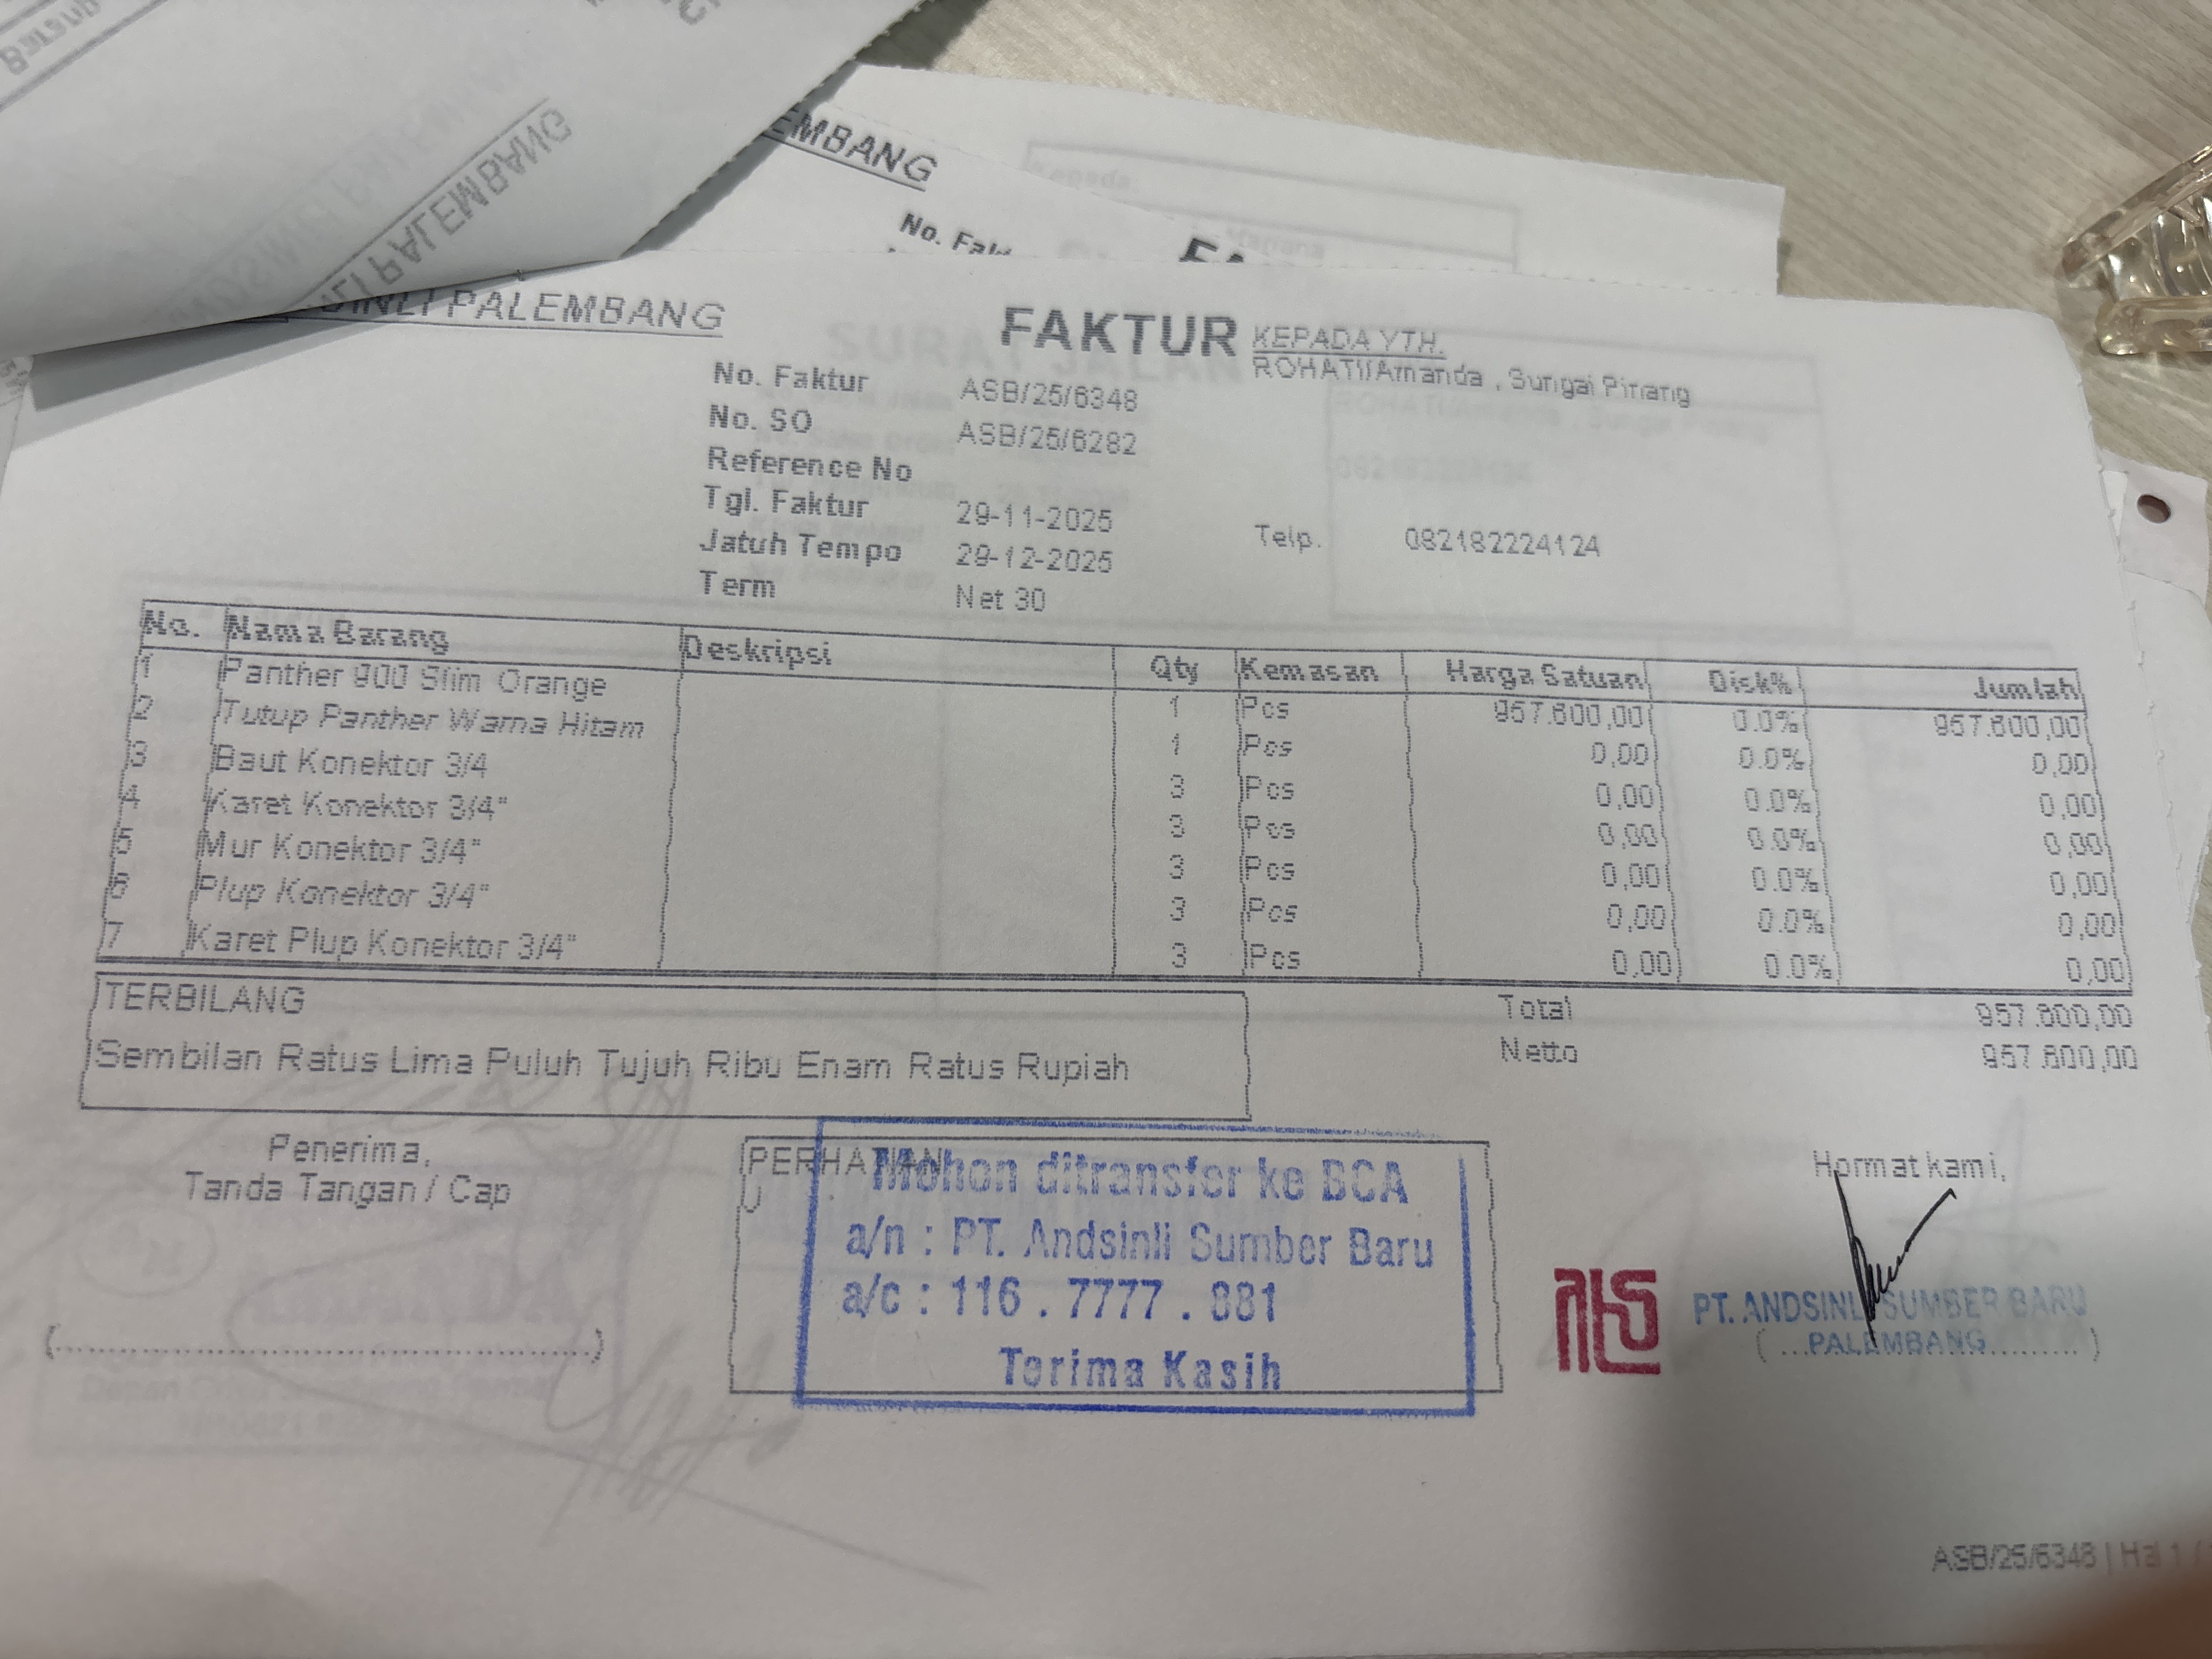 PALEMBANG
EMBANG
No. Fak
LI PALEMBANG
INLI PALEMBANG
FAKTUR
KEPADA YTH.
ROHATI/Amanda , Sungai Pinang
No. Faktur ASB/25/6348
No. SO ASB/25/6282
Reference No
Tgl. Faktur 29-11-2025
Jatuh Tempo 29-12-2025
Term Net 30
Telp. 082182224124
No. Nama Barang Deskripsi Qty Kemasan Harga Satuan Disk% Jumlah
1 Panther 900 Slim Orange 1 Pcs 957.600,00 0.0% 957.600,00
2 Tutup Panther Warna Hitam 1 Pcs 0,00 0.0% 0,00
3 Baut Konektor 3/4 3 Pcs 0,00 0.0% 0,00
4 Karet Konektor 3/4" 3 Pcs 0,00 0.0% 0,00
5 Mur Konektor 3/4" 3 Pcs 0,00 0.0% 0,00
6 Plup Konektor 3/4" 3 Pcs 0,00 0.0% 0,00
7 Karet Plup Konektor 3/4" 3 Pcs 0,00 0.0% 0,00
TERBILANG
Sembilan Ratus Lima Puluh Tujuh Ribu Enam Ratus Rupiah
Total 957.600,00
Netto 957.600,00
Penerima,
Tanda Tangan / Cap
(..........)
PERHATIAN
Mohon ditransfer ke BCA
a/n : PT. Andsinli Sumber Baru
a/c : 116 . 7777 . 881
Terima Kasih
Hormat kami,
PT. ANDSINLI SUMBER BARU
PALEMBANG
ASB/25/6348 | Hal 1 /